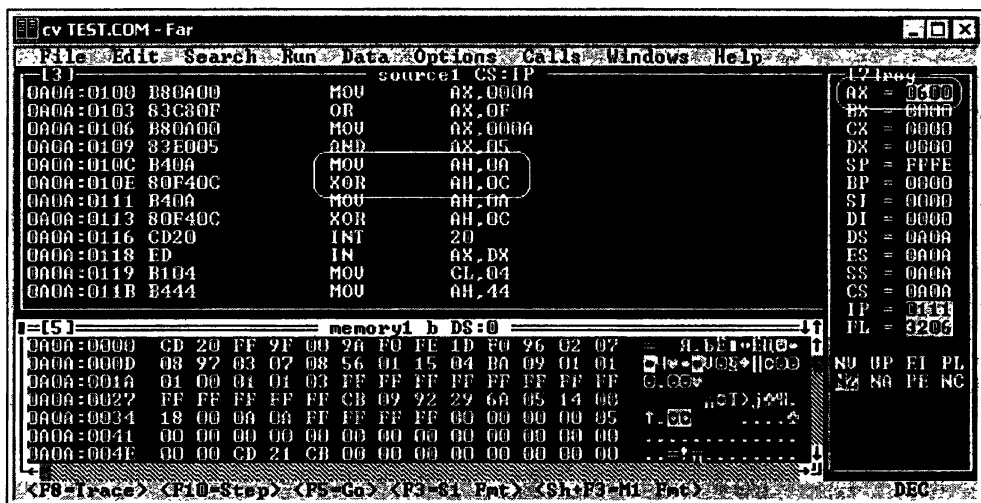 cv TEST.COM - Far
File Edit Search Run Data Options Calls Windows Help
[3] source1 CS:IP
0A0A:0100 B80A00 MOV AX,000A
0A0A:0103 83C80F OR AX,0F
0A0A:0106 B80A00 MOV AX,000A
0A0A:0109 83E005 AND AX,05
0A0A:010C B40A MOV AH,0A
0A0A:010E 80F40C XOR AH,0C
0A0A:0111 B40A MOV AH,0A
0A0A:0113 80F40C XOR AH,0C
0A0A:0116 CD20 INT 20
0A0A:0118 ED IN AX,DX
0A0A:0119 B104 MOV CL,04
0A0A:011B B444 MOV AH,44
[7]reg
AX = 0600
BX = 0000
CX = 0000
DX = 0000
SP = FFFE
BP = 0000
SI = 0000
DI = 0000
DS = 0A0A
ES = 0A0A
SS = 0A0A
CS = 0A0A
IP = 0111
FL = 3206
NV UP EI PL
NZ NA PE NC
[5] memory1 b DS:0
0A0A:0000 CD 20 FF 9F 00 9A F0 FE 1D F0 96 02 07
0A0A:000D 08 97 03 07 08 56 01 15 04 BA 09 01 01
0A0A:001A 01 00 01 01 03 FF FF FF FF FF FF FF FF
0A0A:0027 FF FF FF FF FF CB 09 92 29 6A 05 14 00
0A0A:0034 18 00 0A 0A FF FF FF FF 00 00 00 00 05
0A0A:0041 00 00 00 00 00 00 00 00 00 00 00 00 00
0A0A:004E 00 00 CD 21 CB 00 00 00 00 00 00 00 00
<F8=Trace> <F10=Step> <F5=Go> <F3=S1 Fmt> <Sh+F3=M1 Fmt> DEC